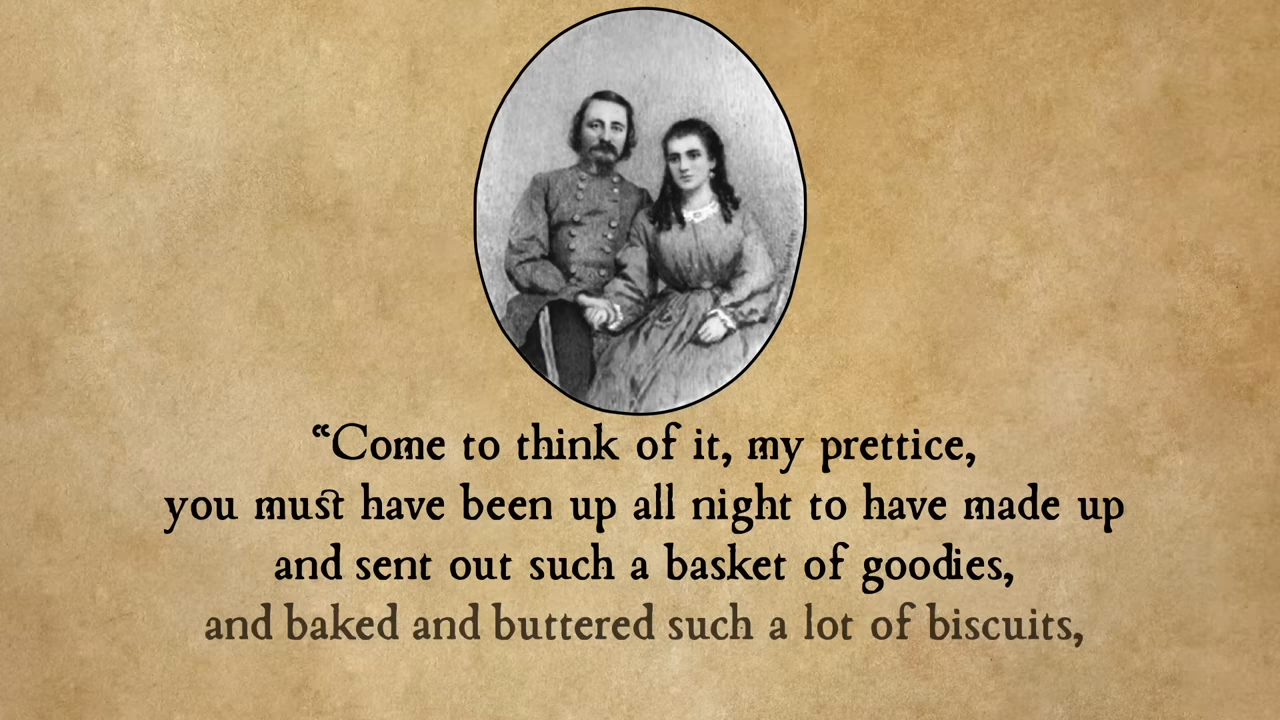 “Come to think of it, my prettice,
you must have been up all night to have made up
and sent out such a basket of goodies,
and baked and buttered such a lot of biscuits,